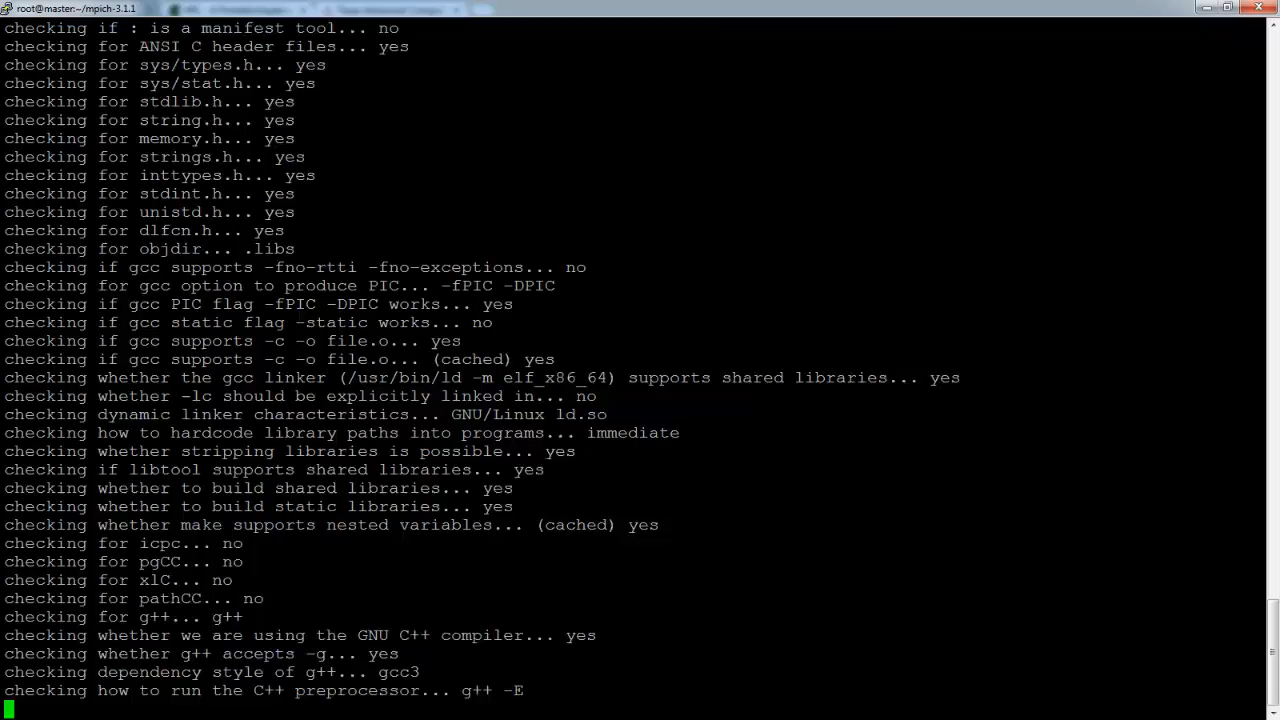 root@master:~/mpich-3.1.1
checking if : is a manifest tool... no
checking for ANSI C header files... yes
checking for sys/types.h... yes
checking for sys/stat.h... yes
checking for stdlib.h... yes
checking for string.h... yes
checking for memory.h... yes
checking for strings.h... yes
checking for inttypes.h... yes
checking for stdint.h... yes
checking for unistd.h... yes
checking for dlfcn.h... yes
checking for objdir... .libs
checking if gcc supports -fno-rtti -fno-exceptions... no
checking for gcc option to produce PIC... -fPIC -DPIC
checking if gcc PIC flag -fPIC -DPIC works... yes
checking if gcc static flag -static works... no
checking if gcc supports -c -o file.o... yes
checking if gcc supports -c -o file.o... (cached) yes
checking whether the gcc linker (/usr/bin/ld -m elf_x86_64) supports shared libraries... yes
checking whether -lc should be explicitly linked in... no
checking dynamic linker characteristics... GNU/Linux ld.so
checking how to hardcode library paths into programs... immediate
checking whether stripping libraries is possible... yes
checking if libtool supports shared libraries... yes
checking whether to build shared libraries... yes
checking whether to build static libraries... yes
checking whether make supports nested variables... (cached) yes
checking for icpc... no
checking for pgCC... no
checking for xlC... no
checking for pathCC... no
checking for g++... g++
checking whether we are using the GNU C++ compiler... yes
checking whether g++ accepts -g... yes
checking dependency style of g++... gcc3
checking how to run the C++ preprocessor... g++ -E